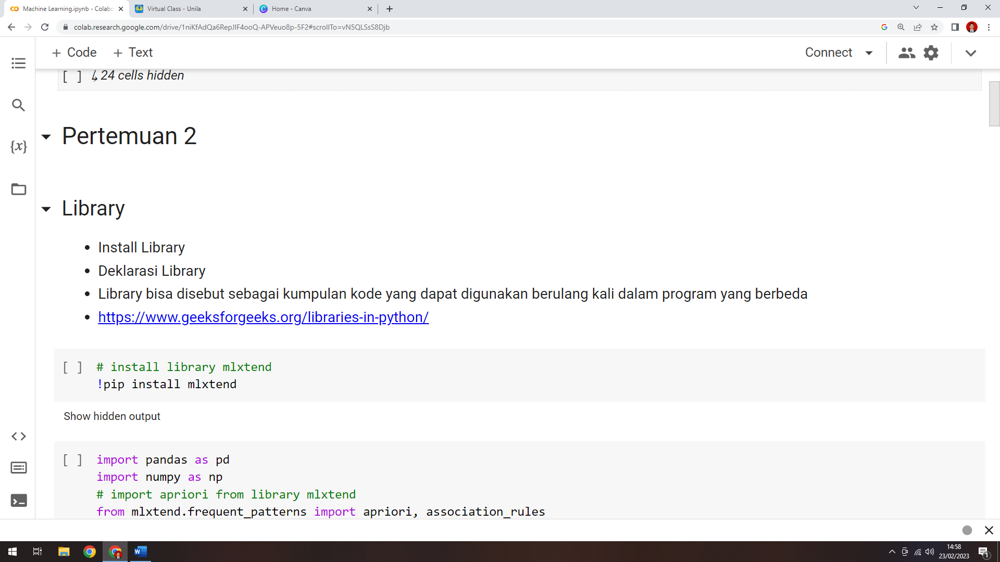 Machine Learning.ipynb - Colabo
Virtual Class - Unila
Home - Canva
colab.research.google.com/drive/1niKfAdQa6RepJIF4ooQ-APVeuo8p-5F2#scrollTo=vN5QLSsS8Djb
+ Code + Text
Connect
[ ] ↳ 24 cells hidden
Pertemuan 2
Library
• Install Library
• Deklarasi Library
• Library bisa disebut sebagai kumpulan kode yang dapat digunakan berulang kali dalam program yang berbeda
• https://www.geeksforgeeks.org/libraries-in-python/
[ ] # install library mlxtend
!pip install mlxtend
Show hidden output
[ ] import pandas as pd
import numpy as np
# import apriori from library mlxtend
from mlxtend.frequent_patterns import apriori, association_rules
{x}
14:58
23/02/2023
1